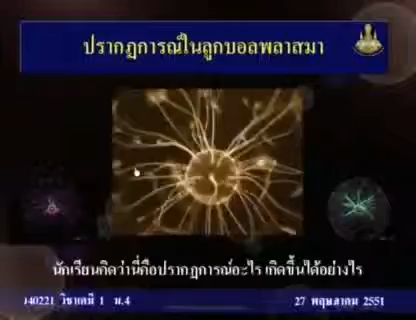 ปรากฏการณ์ในลูกบอลพลาสมา
นักเรียนคิดว่านี่คือปรากฏการณ์อะไร เกิดขึ้นได้อย่างไร
ว40221 วิชาเคมี 1 ม.4
27 พฤษภาคม 2551